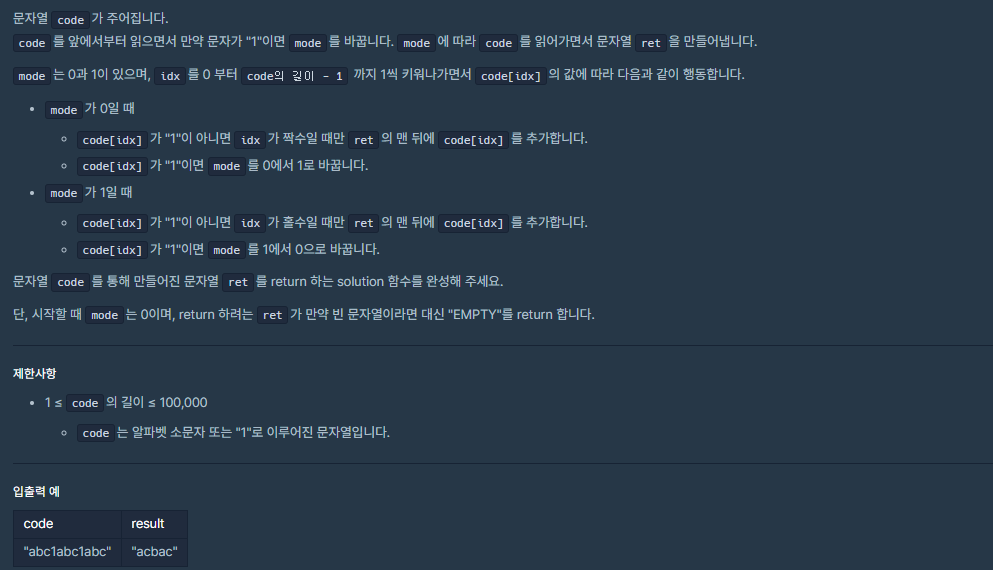 문자열 code 가 주어집니다.
code 를 앞에서부터 읽으면서 만약 문자가 "1"이면 mode 를 바꿉니다. mode 에 따라 code 를 읽어가면서 문자열 ret 을 만들어냅니다.
mode 는 0과 1이 있으며, idx 를 0 부터 code의 길이 - 1 까지 1씩 키워나가면서 code[idx] 의 값에 따라 다음과 같이 행동합니다.
• mode 가 0일 때
◦ code[idx] 가 "1"이 아니면 idx 가 짝수일 때만 ret 의 맨 뒤에 code[idx] 를 추가합니다.
◦ code[idx] 가 "1"이면 mode 를 0에서 1로 바꿉니다.
• mode 가 1일 때
◦ code[idx] 가 "1"이 아니면 idx 가 홀수일 때만 ret 의 맨 뒤에 code[idx] 를 추가합니다.
◦ code[idx] 가 "1"이면 mode 를 1에서 0으로 바꿉니다.
문자열 code 를 통해 만들어진 문자열 ret 를 return 하는 solution 함수를 완성해 주세요.
단, 시작할 때 mode 는 0이며, return 하려는 ret 가 만약 빈 문자열이라면 대신 "EMPTY"를 return 합니다.
제한사항
• 1 ≤ code 의 길이 ≤ 100,000
◦ code 는 알파벳 소문자 또는 "1"로 이루어진 문자열입니다.
입출력 예
code result
"abc1abc1abc" "acbac"